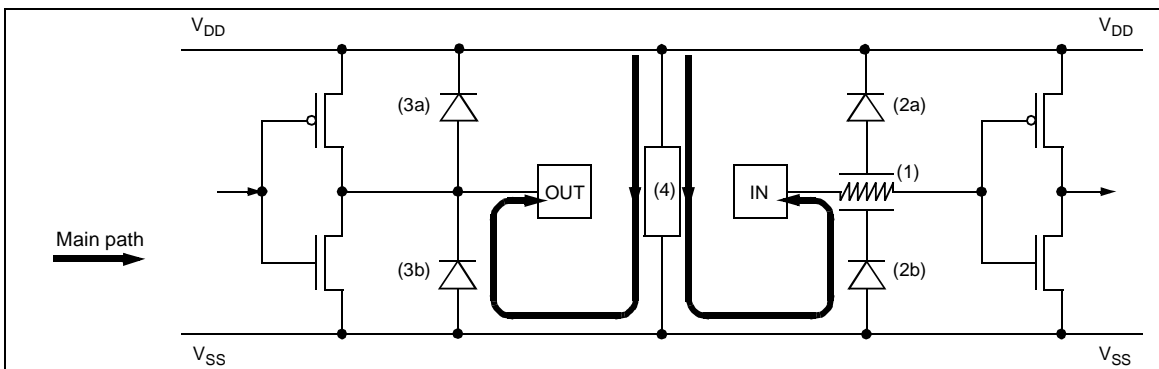 VDD VDD
(3a) (2a)
(1)
OUT (4) IN
Main path
(3b) (2b)
VSS VSS